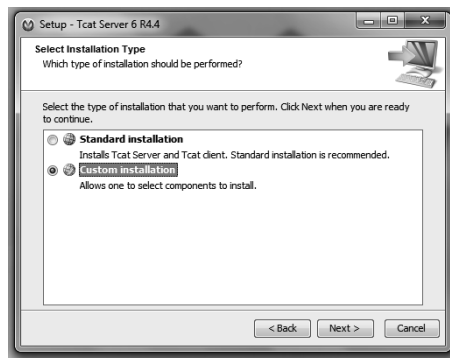 Setup - Tcat Server 6 R4.4
Select Installation Type
Which type of installation should be performed?
Select the type of installation that you want to perform. Click Next when you are ready
to continue.
Standard installation
Installs Tcat Server and Tcat client. Standard installation is recommended.
Custom installation
Allows one to select components to install.
< Back
Next >
Cancel